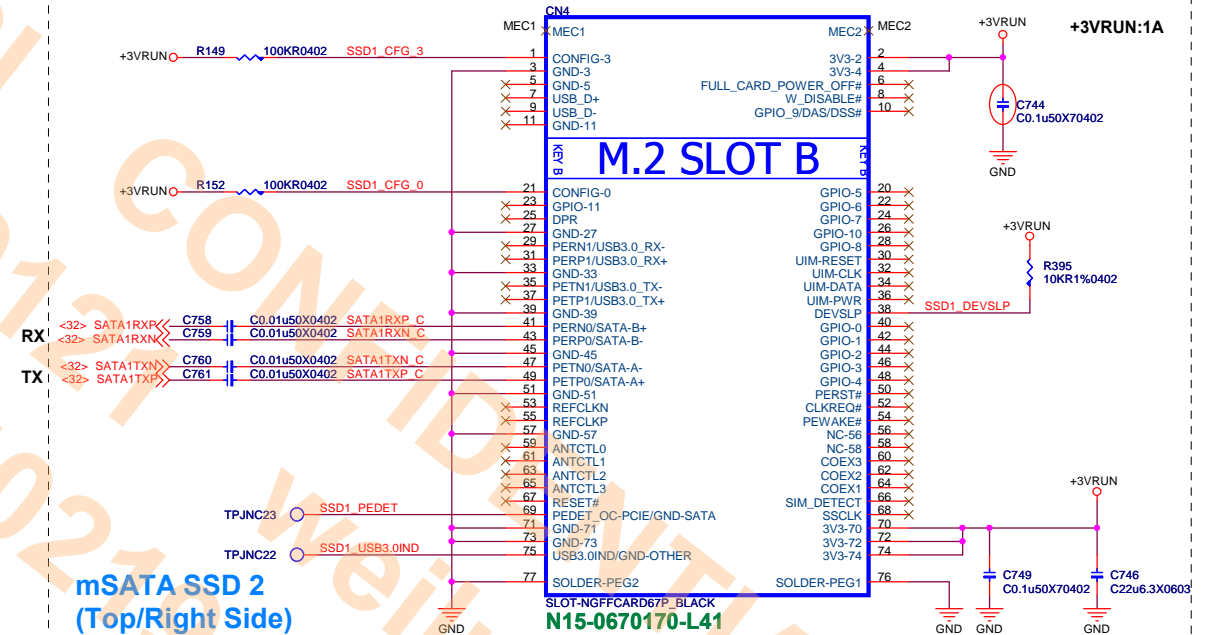 CN4
MEC1
MEC1
MEC2
MEC2
+3VRUN:1A
+3VRUN
+3VRUN R149 100KR0402 SSD1_CFG_3
1 CONFIG-3
3 GND-3
5 GND-5
7 USB_D+
9 USB_D-
11 GND-11
3V3-2 2
3V3-4 4
FULL_CARD_POWER_OFF# 6
W_DISABLE# 8
GPIO_9/DAS/DSS# 10
C744
C0.1u50X70402
GND
KEY B
M.2 SLOT B
KEY B
+3VRUN R152 100KR0402 SSD1_CFG_0
21 CONFIG-0
23 GPIO-11
25 DPR
27 GND-27
29 PERN1/USB3.0_RX-
31 PERP1/USB3.0_RX+
33 GND-33
35 PETN1/USB3.0_TX-
37 PETP1/USB3.0_TX+
39 GND-39
41 PERN0/SATA-B+
43 PERP0/SATA-B-
45 GND-45
47 PETN0/SATA-A-
49 PETP0/SATA-A+
51 GND-51
53 REFCLKN
55 REFCLKP
57 GND-57
59 ANTCTL0
61 ANTCTL1
63 ANTCTL2
65 ANTCTL3
67 RESET#
69 PEDET_OC-PCIE/GND-SATA
71 GND-71
73 GND-73
75 USB3.0IND/GND-OTHER
77 SOLDER-PEG2
GPIO-5 20
GPIO-6 22
GPIO-7 24
GPIO-10 26
GPIO-8 28
UIM-RESET 30
UIM-CLK 32
UIM-DATA 34
UIM-PWR 36
DEVSLP 38
GPIO-0 40
GPIO-1 42
GPIO-2 44
GPIO-3 46
GPIO-4 48
PERST# 50
CLKREQ# 52
PEWAKE# 54
NC-56 56
NC-58 58
COEX3 60
COEX2 62
COEX1 64
SIM_DETECT 66
SSCLK 68
3V3-70 70
3V3-72 72
3V3-74 74
SOLDER-PEG1 76
+3VRUN
R395
10KR1%0402
SSD1_DEVSLP
RX
<32> SATA1RXP C758 C0.01u50X0402 SATA1RXP_C
<32> SATA1RXN C759 C0.01u50X0402 SATA1RXN_C
TX
<32> SATA1TXN C760 C0.01u50X0402 SATA1TXN_C
<32> SATA1TXP C761 C0.01u50X0402 SATA1TXP_C
TPJNC23 SSD1_PEDET
TPJNC22 SSD1_USB3.0IND
+3VRUN
C749
C0.1u50X70402
C746
C22u6.3X0603
GND
GND
GND
GND
mSATA SSD 2
(Top/Right Side)
SLOT-NGFFCARD67P_BLACK
N15-0670170-L41